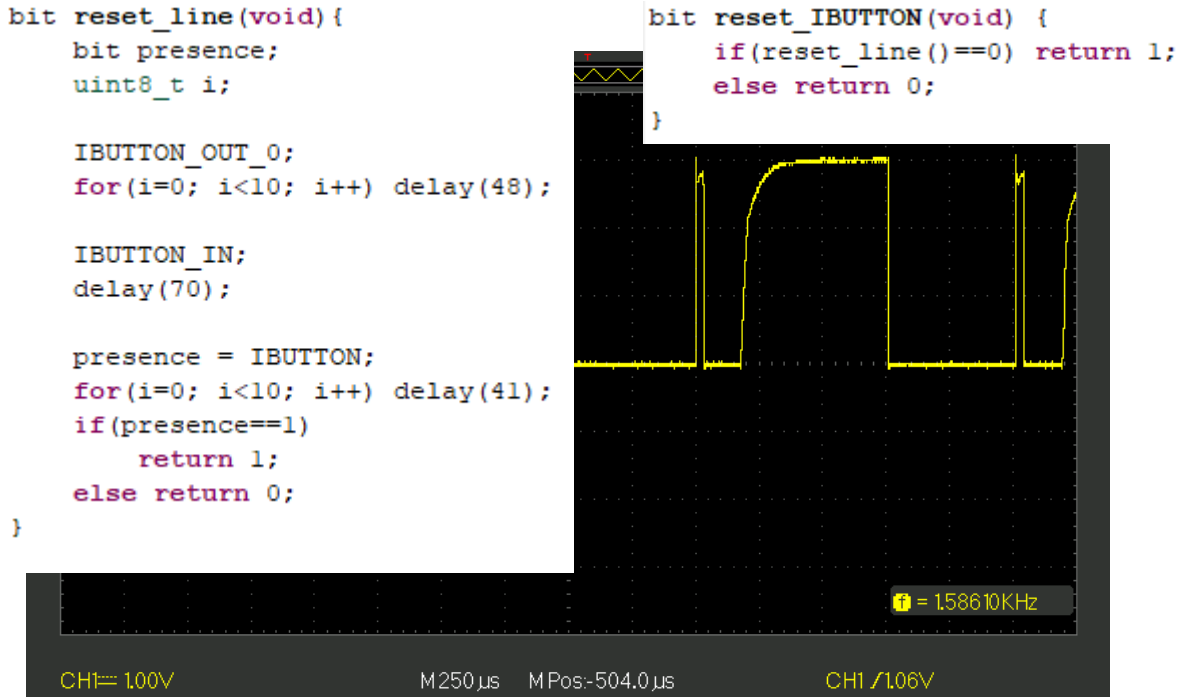 bit reset_line(void){
    bit presence;
    uint8_t i;

    IBUTTON_OUT_0;
    for(i=0; i<10; i++) delay(48);

    IBUTTON_IN;
    delay(70);

    presence = IBUTTON;
    for(i=0; i<10; i++) delay(41);
    if(presence==1)
        return 1;
    else return 0;
}
bit reset_IBUTTON(void) {
    if(reset_line()==0) return 1;
    else return 0;
}
f = 1.58610KHz
CH1 1.00V
M 250µs
M Pos:-504.0µs
CH1 /1.06V